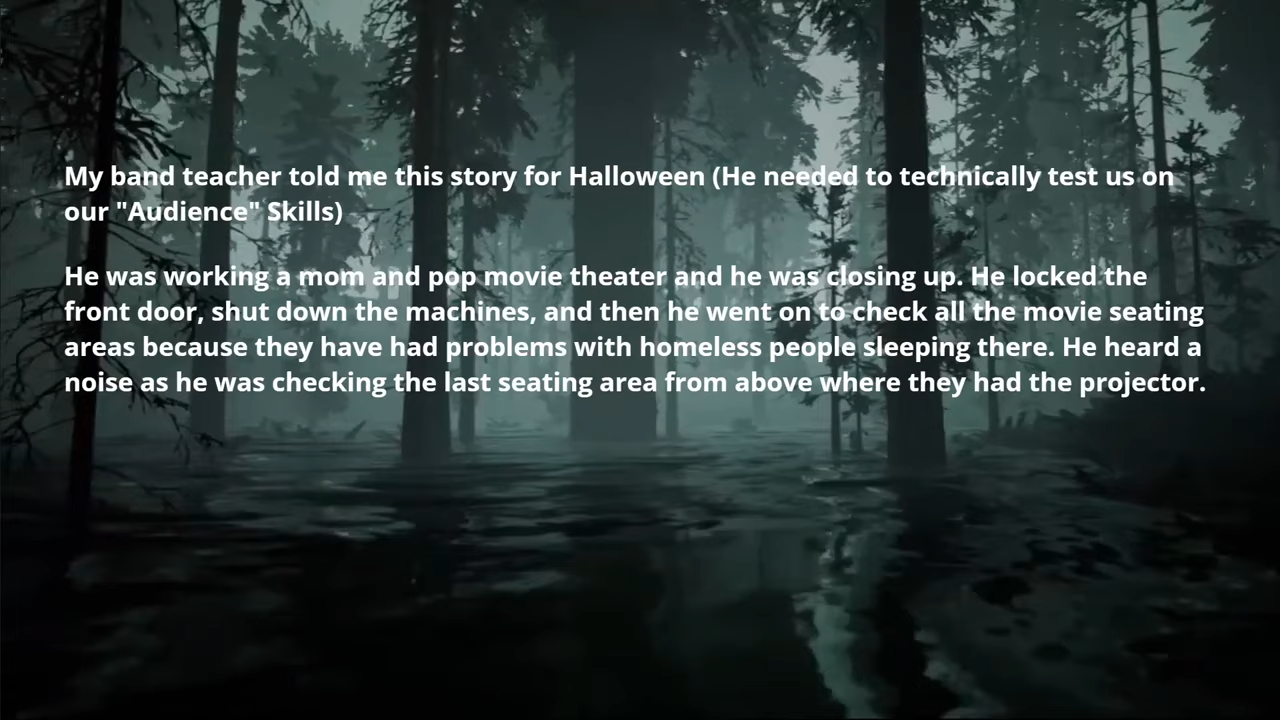 My band teacher told me this story for Halloween (He needed to technically test us on
our "Audience" Skills)
He was working a mom and pop movie theater and he was closing up. He locked the
front door, shut down the machines, and then he went on to check all the movie seating
areas because they have had problems with homeless people sleeping there. He heard a
noise as he was checking the last seating area from above where they had the projector.